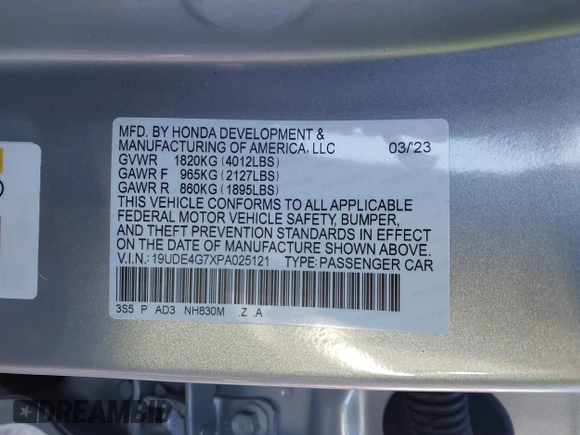 MFD. BY HONDA DEVELOPMENT &
MANUFACTURING OF AMERICA, LLC 03/23
GVWR 1820KG (4012LBS)
GAWR F 965KG (2127LBS)
GAWR R 860KG (1895LBS)
THIS VEHICLE CONFORMS TO ALL APPLICABLE
FEDERAL MOTOR VEHICLE SAFETY, BUMPER,
AND THEFT PREVENTION STANDARDS IN EFFECT
ON THE DATE OF MANUFACTURE SHOWN ABOVE.
V.I.N.: 19UDE4G7XPA025121 TYPE: PASSENGER CAR
3S5 P AD3 NH830M .Z .A
DREAMBID